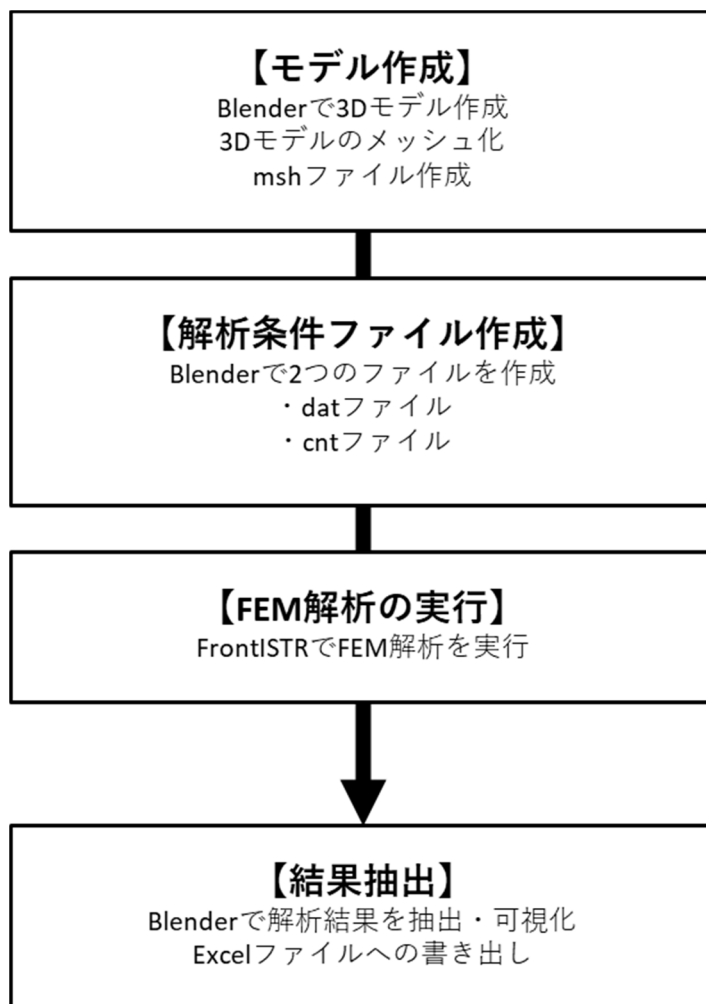 【モデル作成】
Blenderで3Dモデル作成
3Dモデルのメッシュ化
mshファイル作成
【解析条件ファイル作成】
Blenderで2つのファイルを作成
・datファイル
・cntファイル
【FEM解析の実行】
FrontISTRでFEM解析を実行
【結果抽出】
Blenderで解析結果を抽出・可視化
Excelファイルへの書き出し